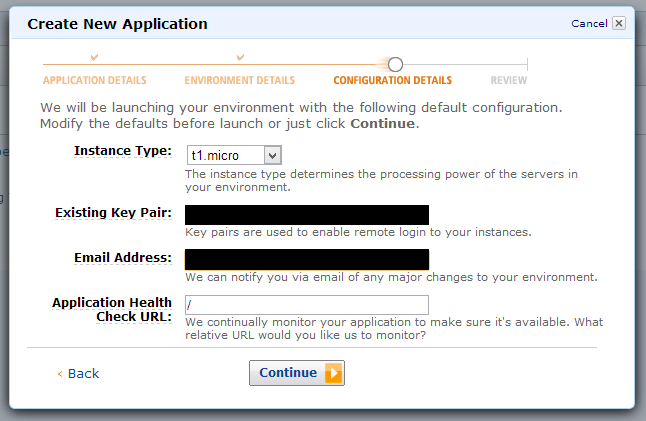 Create New Application
Cancel
APPLICATION DETAILS ENVIRONMENT DETAILS CONFIGURATION DETAILS REVIEW
We will be launching your environment with the following default configuration.
Modify the defaults before launch or just click Continue.
Instance Type:
t1.micro
The instance type determines the processing power of the servers in
your environment.
Existing Key Pair:
Key pairs are used to enable remote login to your instances.
Email Address:
We can notify you via email of any major changes to your environment.
Application Health
Check URL:
/
We continually monitor your application to make sure it's available. What
relative URL would you like us to monitor?
‹ Back
Continue